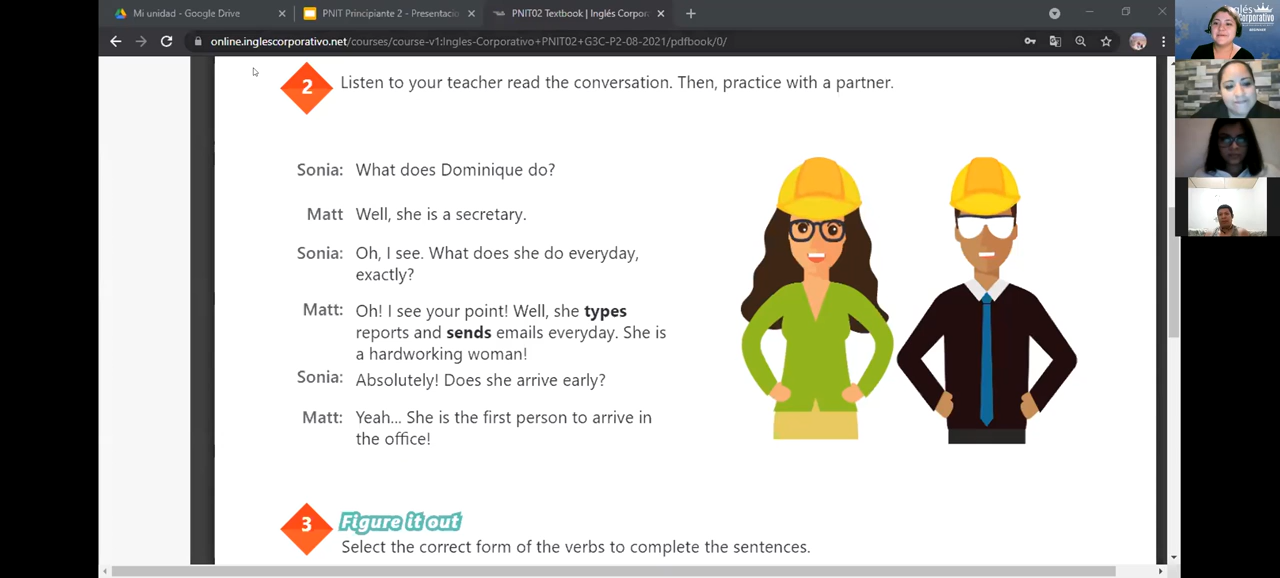 Mi unidad - Google Drive
PNIT Principiante 2 - Presentacio
PNIT02 Textbook | Inglés Corpor
online.inglescorporativo.net/courses/course-v1:Ingles-Corporativo+PNIT02+G3C-P2-08-2021/pdfbook/0/
2
Listen to your teacher read the conversation. Then, practice with a partner.
Sonia: What does Dominique do?
Matt Well, she is a secretary.
Sonia: Oh, I see. What does she do everyday,
exactly?
Matt: Oh! I see your point! Well, she types
reports and sends emails everyday. She is
a hardworking woman!
Sonia: Absolutely! Does she arrive early?
Matt: Yeah... She is the first person to arrive in
the office!
3
Figure it out
Select the correct form of the verbs to complete the sentences.